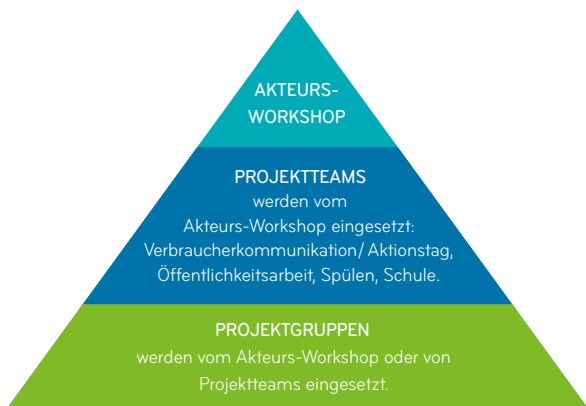 AKTEURS-
WORKSHOP
PROJEKTTEAMS
werden vom
Akteurs-Workshop eingesetzt:
Verbraucherkommunikation/ Aktionstag,
Öffentlichkeitsarbeit, Spülen, Schule.
PROJEKTGRUPPEN
werden vom Akteurs-Workshop oder von
Projektteams eingesetzt.